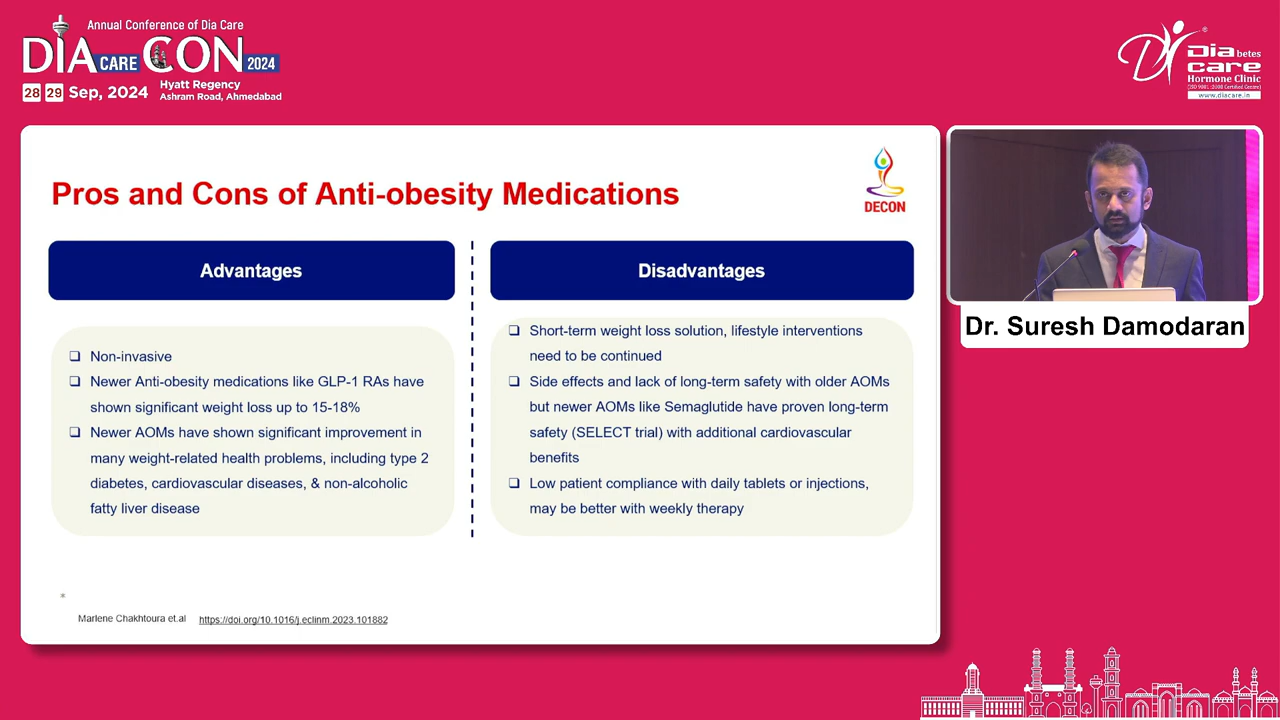 Annual Conference of Dia Care
DIA CARE CON 2024
28 29 Sep, 2024
Hyatt Regency
Ashram Road, Ahmedabad
Diabetes
care
Hormone Clinic
(ISO 9001:2008 Certified Centre)
www.diacare.in
Pros and Cons of Anti-obesity Medications
DECON
Advantages
❑ Non-invasive
❑ Newer Anti-obesity medications like GLP-1 RAs have
shown significant weight loss up to 15-18%
❑ Newer AOMs have shown significant improvement in
many weight-related health problems, including type 2
diabetes, cardiovascular diseases, & non-alcoholic
fatty liver disease
Disadvantages
❑ Short-term weight loss solution, lifestyle interventions
need to be continued
❑ Side effects and lack of long-term safety with older AOMs
but newer AOMs like Semaglutide have proven long-term
safety (SELECT trial) with additional cardiovascular
benefits
❑ Low patient compliance with daily tablets or injections,
may be better with weekly therapy
*
Marlene Chakhtoura et.al https://doi.org/10.1016/j.eclinm.2023.101882
Dr. Suresh Damodaran